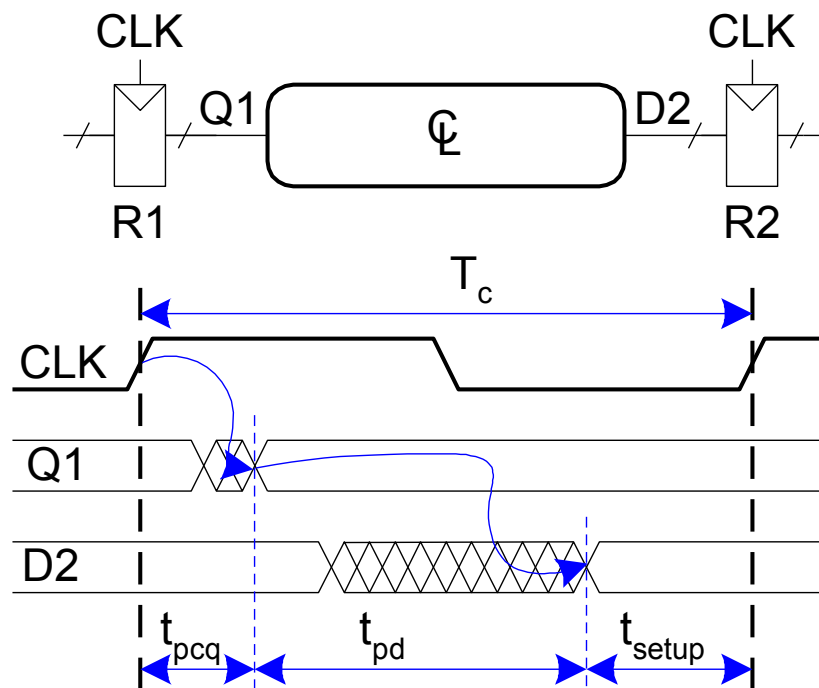 CLK CLK
Q1 CL D2
R1 R2
Tc
CLK
Q1
D2
tpcq tpd tsetup